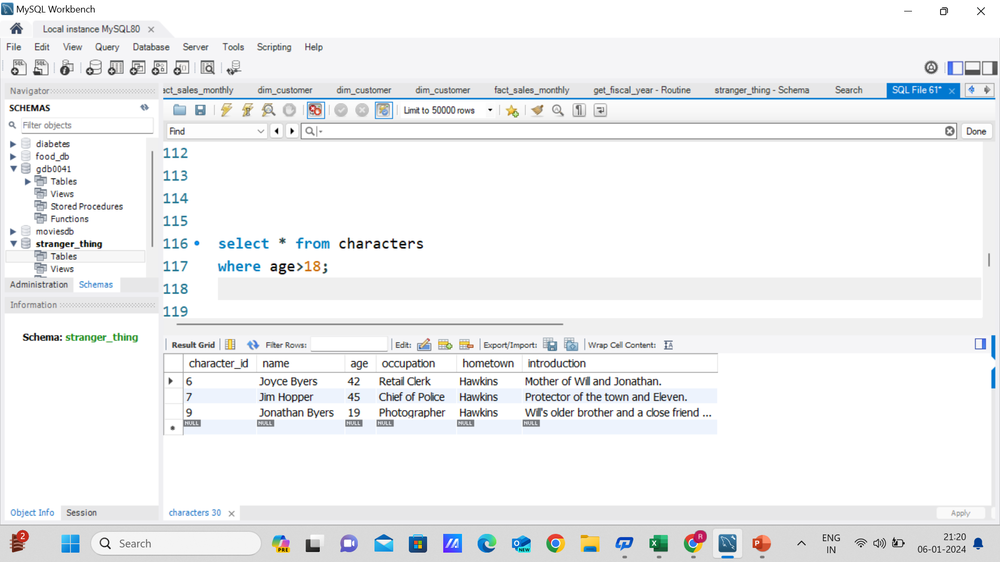 MySQL Workbench
Local instance MySQL80
File Edit View Query Database Server Tools Scripting Help
SQL SQL
Navigator
act_sales_monthly dim_customer dim_customer dim_customer fact_sales_monthly get_fiscal_year - Routine stranger_thing - Schema Search SQL File 61*
SCHEMAS
Limit to 50000 rows
Filter objects
Find
Done
diabetes
food_db
gdb0041
Tables
Views
Stored Procedures
Functions
moviesdb
stranger_thing
Tables
Views
Administration Schemas
Information
Schema: stranger_thing
Object Info Session
112
113
114
115
116 select * from characters
117 where age>18;
118
119
Result Grid Filter Rows: Edit: Export/Import: Wrap Cell Content: IA
character_id name age occupation hometown introduction
6 Joyce Byers 42 Retail Clerk Hawkins Mother of Will and Jonathan.
7 Jim Hopper 45 Chief of Police Hawkins Protector of the town and Eleven.
9 Jonathan Byers 19 Photographer Hawkins Will's older brother and a close friend ...
NULL NULL NULL NULL NULL NULL
characters 30
Apply
2
Search
PRE
NEW
R
ENG
IN
21:20
06-01-2024